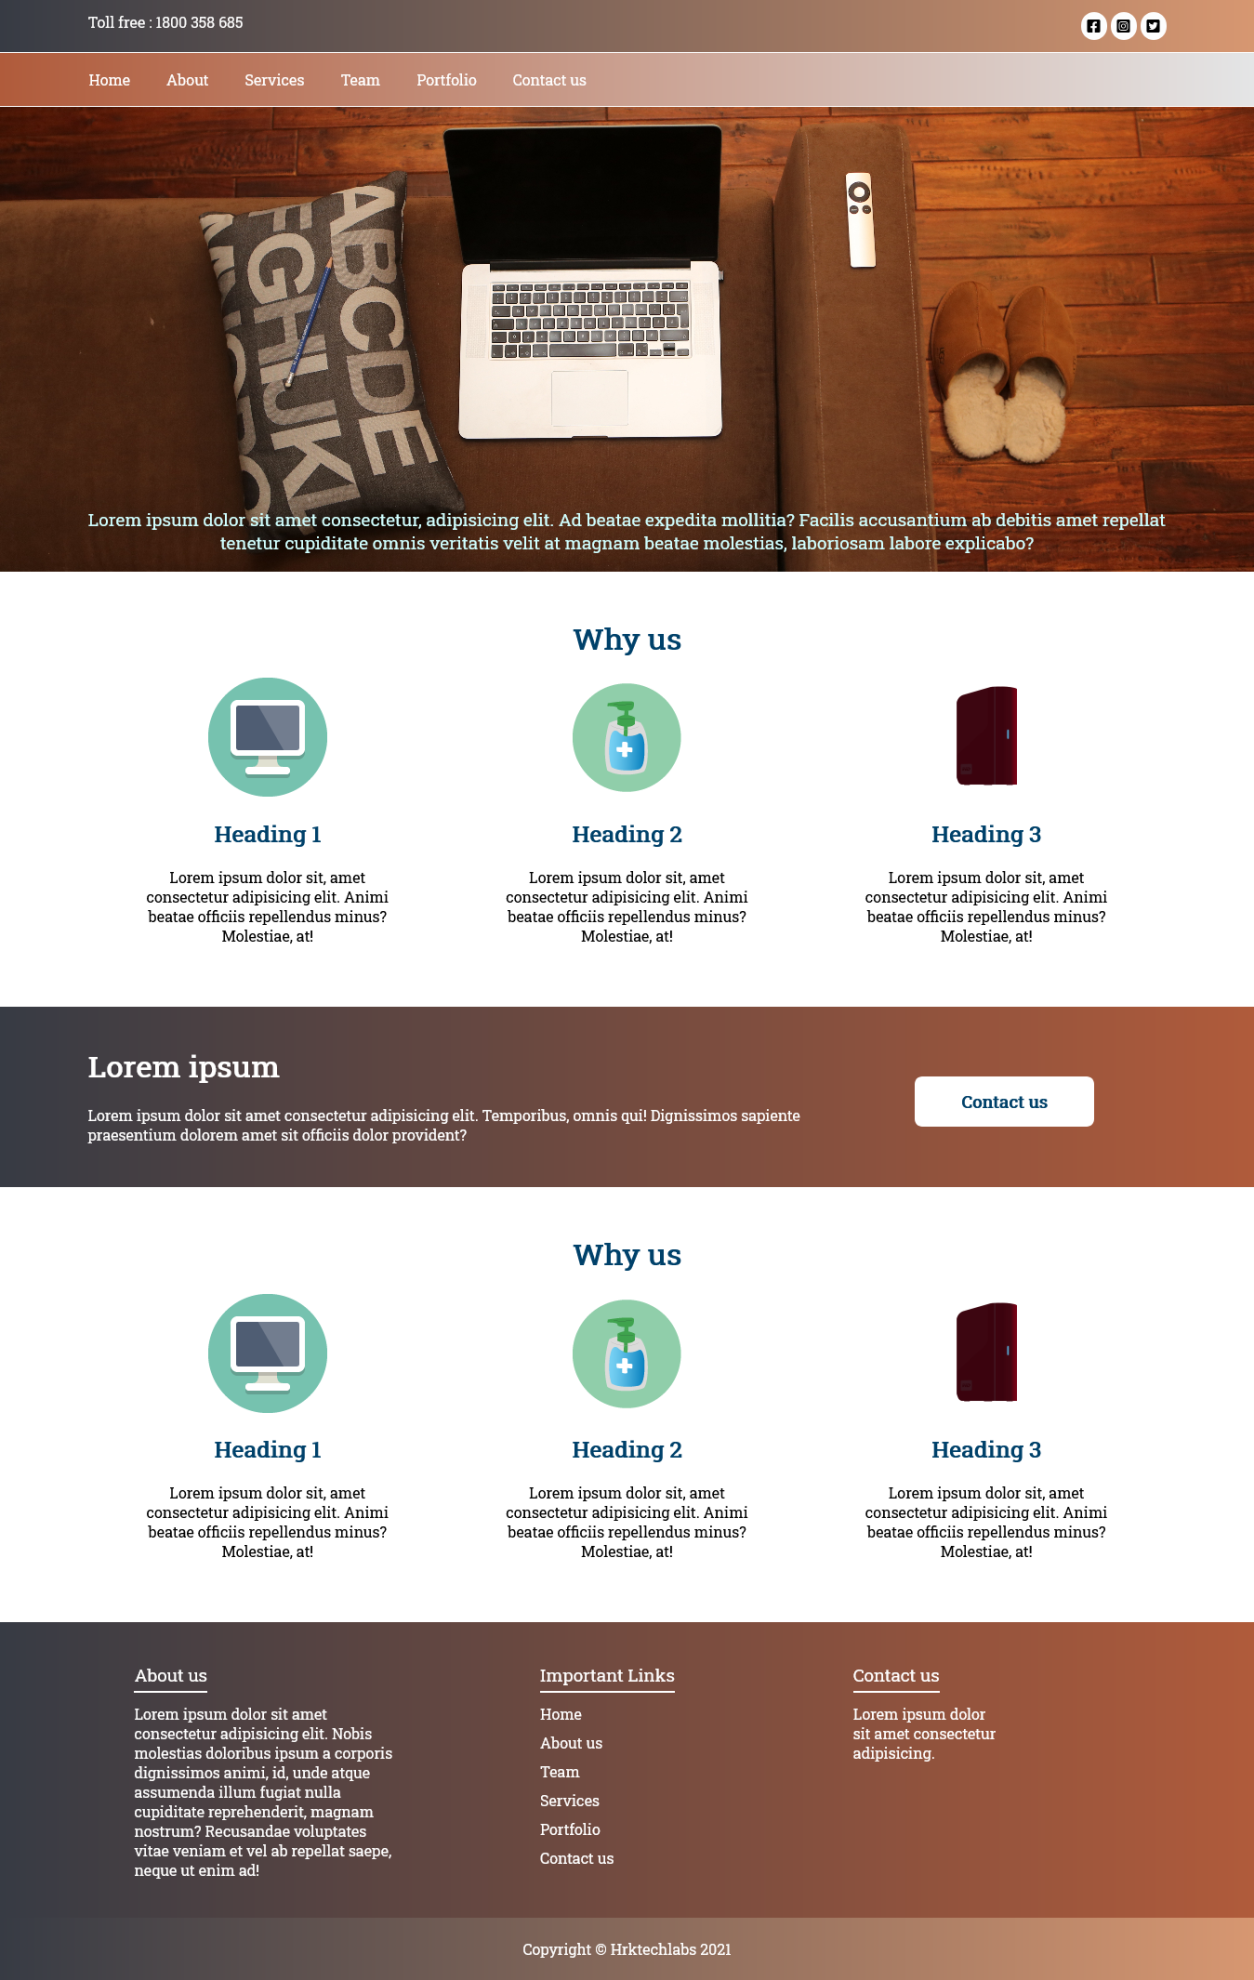 Toll free : 1800 358 685
Home About Services Team Portfolio Contact us
ABCDE
GHIJKL
Lorem ipsum dolor sit amet consectetur, adipisicing elit. Ad beatae expedita mollitia? Facilis accusantium ab debitis amet repellat
tenetur cupiditate omnis veritatis velit at magnam beatae molestias, laboriosam labore explicabo?
Why us
Heading 1
Lorem ipsum dolor sit, amet
consectetur adipisicing elit. Animi
beatae officiis repellendus minus?
Molestiae, at!
Heading 2
Lorem ipsum dolor sit, amet
consectetur adipisicing elit. Animi
beatae officiis repellendus minus?
Molestiae, at!
Heading 3
Lorem ipsum dolor sit, amet
consectetur adipisicing elit. Animi
beatae officiis repellendus minus?
Molestiae, at!
Lorem ipsum
Lorem ipsum dolor sit amet consectetur adipisicing elit. Temporibus, omnis qui! Dignissimos sapiente
praesentium dolorem amet sit officiis dolor provident?
Contact us
Why us
Heading 1
Lorem ipsum dolor sit, amet
consectetur adipisicing elit. Animi
beatae officiis repellendus minus?
Molestiae, at!
Heading 2
Lorem ipsum dolor sit, amet
consectetur adipisicing elit. Animi
beatae officiis repellendus minus?
Molestiae, at!
Heading 3
Lorem ipsum dolor sit, amet
consectetur adipisicing elit. Animi
beatae officiis repellendus minus?
Molestiae, at!
About us
Lorem ipsum dolor sit amet
consectetur adipisicing elit. Nobis
molestias doloribus ipsum a corporis
dignissimos animi, id, unde atque
assumenda illum fugiat nulla
cupiditate reprehenderit, magnam
nostrum? Recusandae voluptates
vitae veniam et vel ab repellat saepe,
neque ut enim ad!
Important Links
Home
About us
Team
Services
Portfolio
Contact us
Contact us
Lorem ipsum dolor
sit amet consectetur
adipisicing.
Copyright © Hrktechlabs 2021